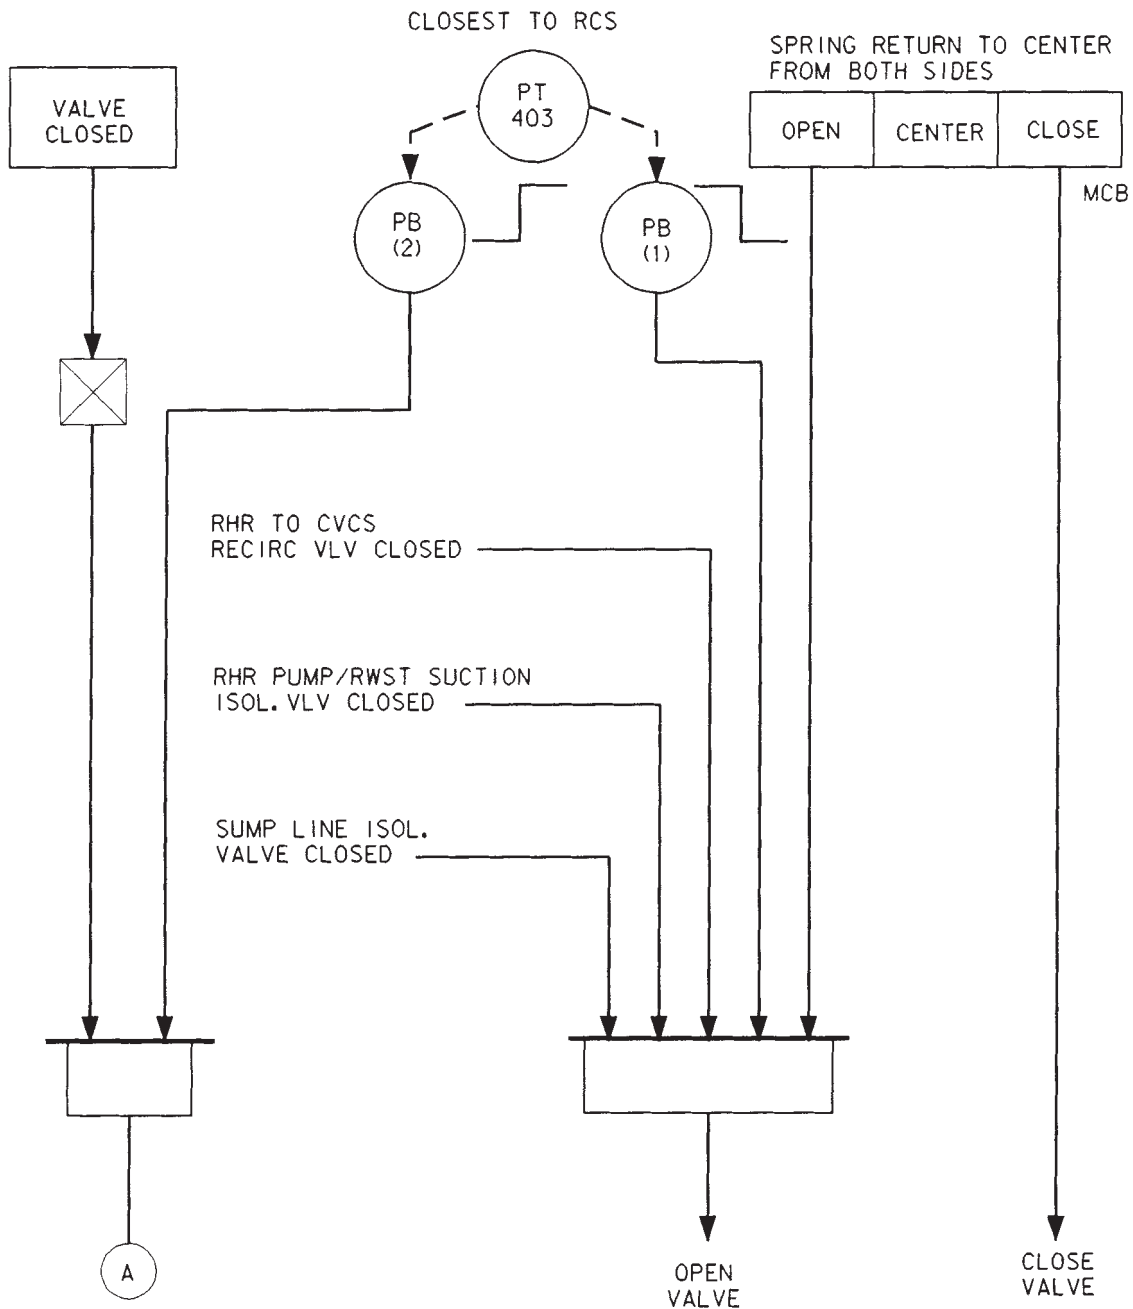 CLOSEST TO RCS
SPRING RETURN TO CENTER
FROM BOTH SIDES
VALVE
CLOSED
PT
403
OPEN
CENTER
CLOSE
MCB
PB
(2)
PB
(1)
RHR TO CVCS
RECIRC VLV CLOSED
RHR PUMP/RWST SUCTION
ISOL. VLV CLOSED
SUMP LINE ISOL.
VALVE CLOSED
A
OPEN
VALVE
CLOSE
VALVE